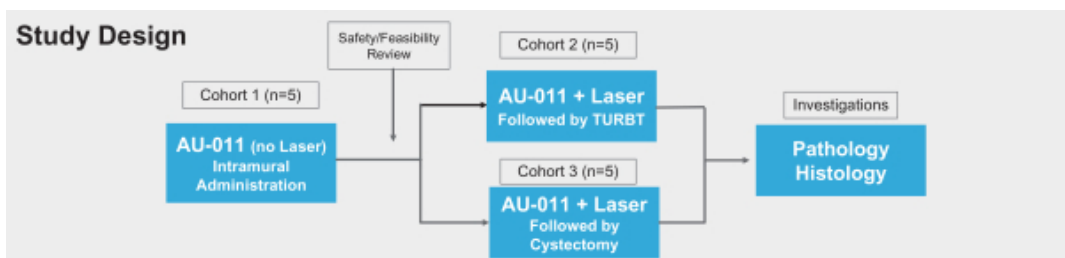 Study Design
Safety/Feasibility
Review
Cohort 1 (n=5)
AU-011 (no Laser)
Intramural
Administration
Cohort 2 (n=5)
AU-011 + Laser
Followed by TURBT
Cohort 3 (n=5)
AU-011 + Laser
Followed by
Cystectomy
Investigations
Pathology
Histology